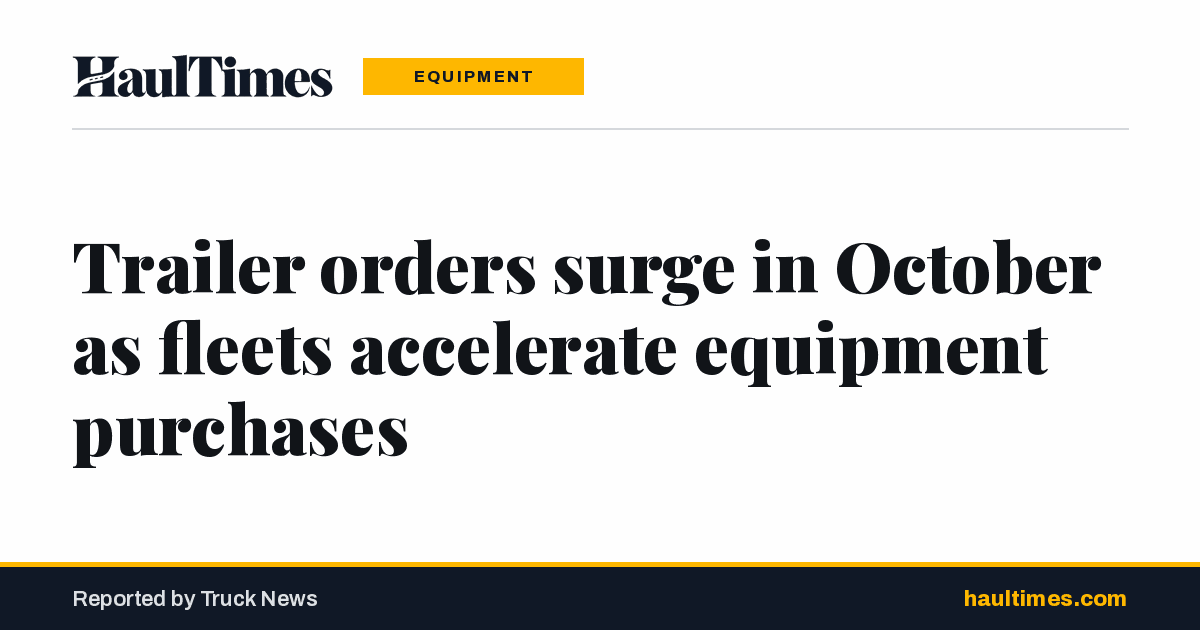 HaulTimes
EQUIPMENT
Trailer orders surge in October
as fleets accelerate equipment
purchases
Reported by Truck News
haultimes.com